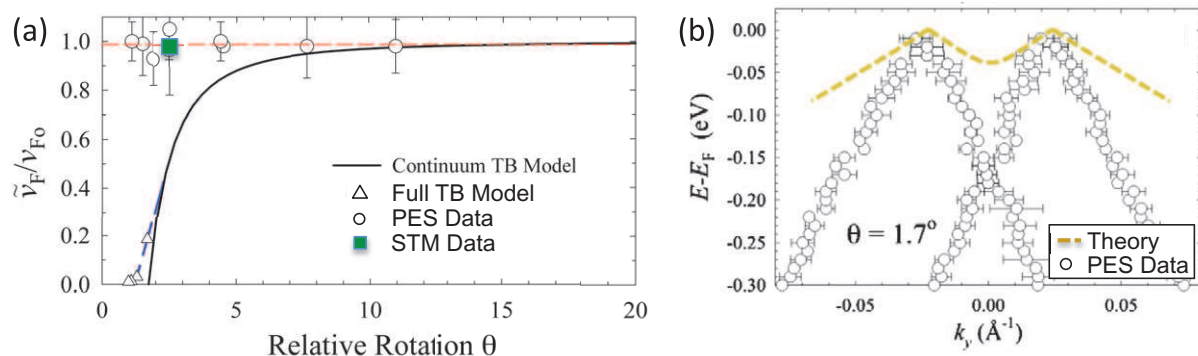 (a)
1.0
0.8
0.6
0.4
0.2
0.0
ṽF/vFo
Continuum TB Model
Full TB Model
PES Data
STM Data
0 5 10 15 20
Relative Rotation θ
(b)
0.00
-0.05
-0.10
-0.15
-0.20
-0.25
-0.30
E-EF (eV)
θ = 1.7°
Theory
PES Data
-0.05 0.00 0.05
ky (Å-1)